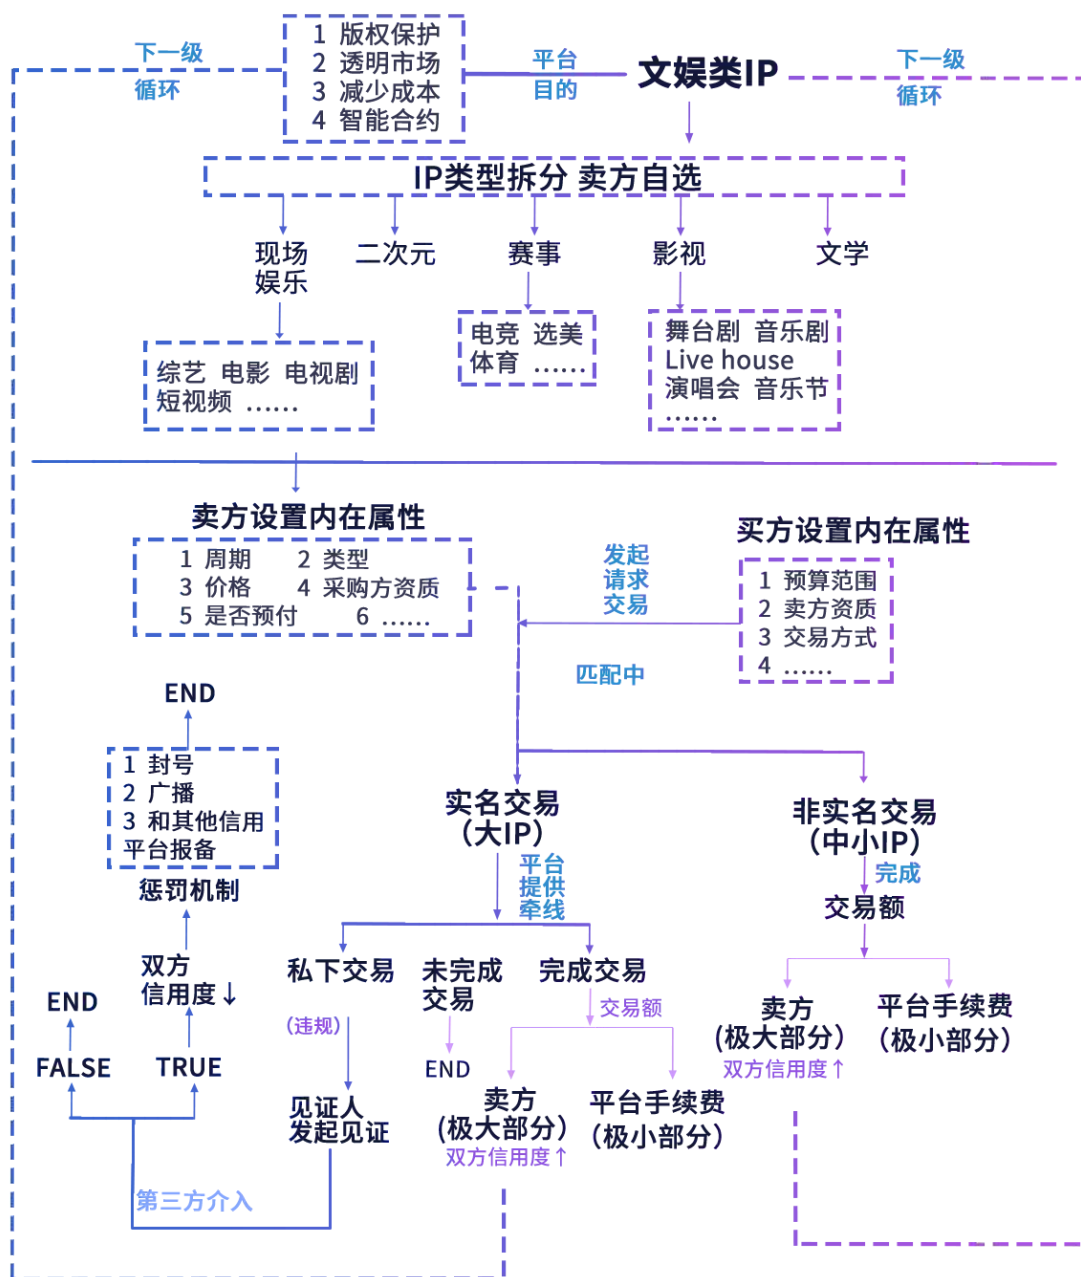 下一级
循环
1 版权保护
2 透明市场
3 减少成本
4 智能合约
平台
目的
文娱类IP
下一级
循环
IP类型拆分 卖方自选
现场
娱乐
二次元
赛事
影视
文学
综艺 电影 电视剧
短视频 ……
电竞 选美
体育 ……
舞台剧 音乐剧
Live house
演唱会 音乐节
……
卖方设置内在属性
1 周期 2 类型
3 价格 4 采购方资质
5 是否预付 6 ……
发起
请求
交易
买方设置内在属性
1 预算范围
2 卖方资质
3 交易方式
4 ……
匹配中
END
1 封号
2 广播
3 和其他信用
平台报备
惩罚机制
双方
信用度↓
END
FALSE
TRUE
第三方介入
实名交易
（大IP）
平台
提供
牵线
私下交易
（违规）
见证人
发起见证
未完成
交易
END
完成交易
交易额
卖方
(极大部分）
双方信用度↑
平台手续费
（极小部分）
非实名交易
（中小IP）
完成
交易额
卖方
(极大部分）
双方信用度↑
平台手续费
（极小部分）